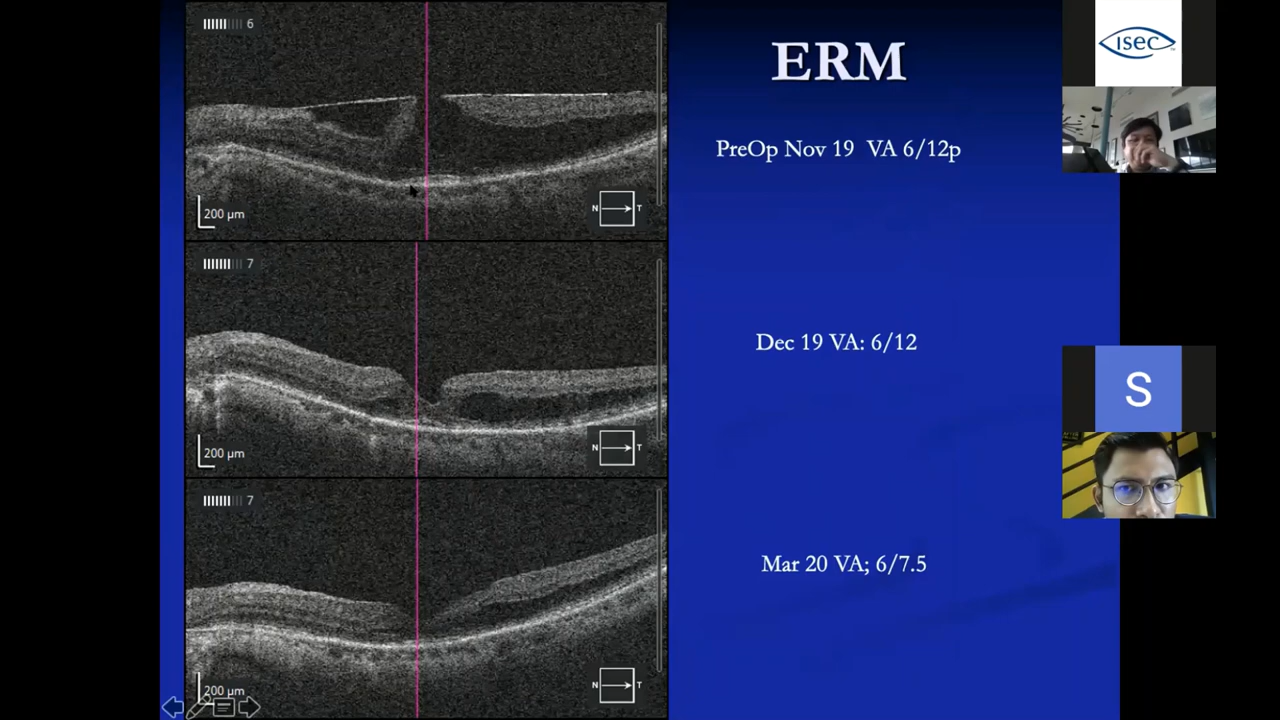 6
ERM
PreOp Nov 19 VA 6/12p
200 µm
N T
7
Dec 19 VA: 6/12
200 µm
N T
7
Mar 20 VA; 6/7.5
200 µm
N T
ISEC
S